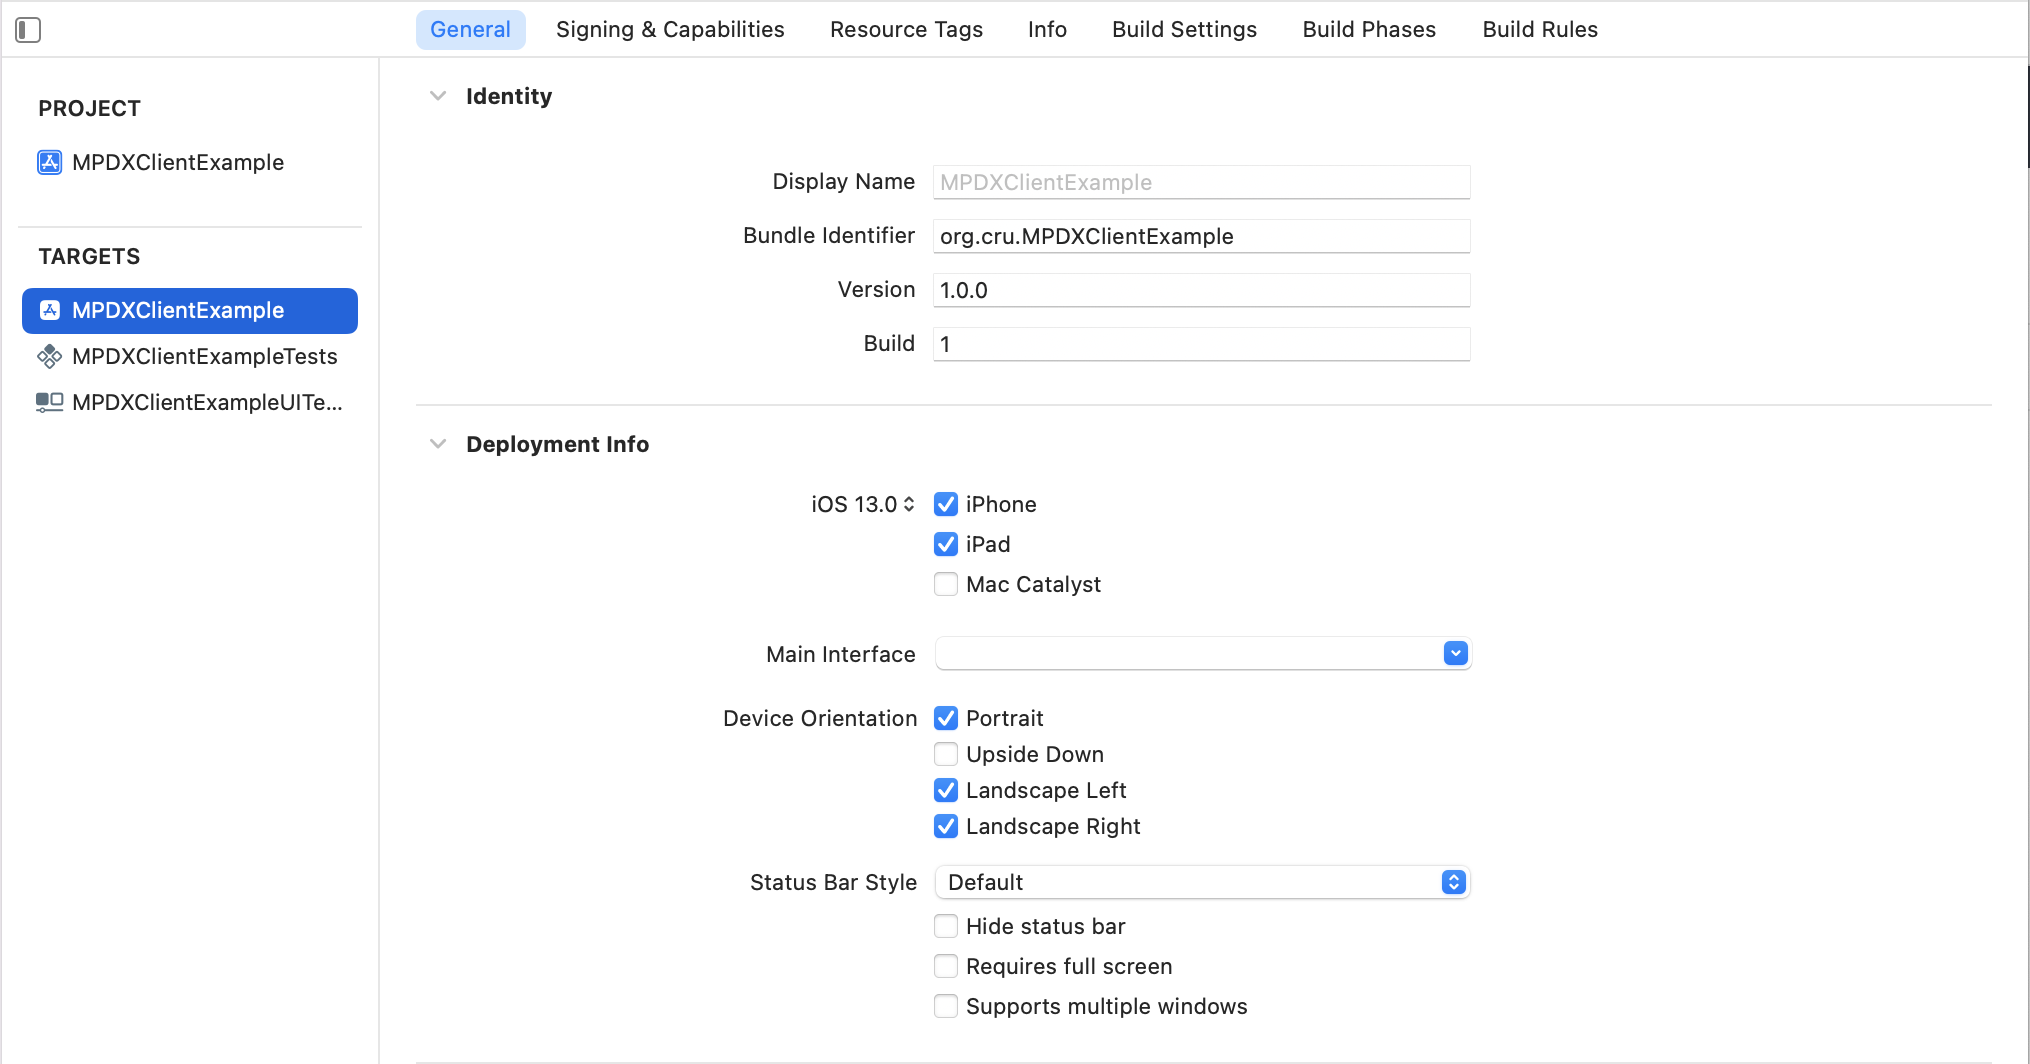 General Signing & Capabilities Resource Tags Info Build Settings Build Phases Build Rules
PROJECT
MPDXClientExample
TARGETS
MPDXClientExample
MPDXClientExampleTests
MPDXClientExampleUITe...
Identity
Display Name MPDXClientExample
Bundle Identifier org.cru.MPDXClientExample
Version 1.0.0
Build 1
Deployment Info
iOS 13.0 iPhone
iPad
Mac Catalyst
Main Interface
Device Orientation Portrait
Upside Down
Landscape Left
Landscape Right
Status Bar Style Default
Hide status bar
Requires full screen
Supports multiple windows